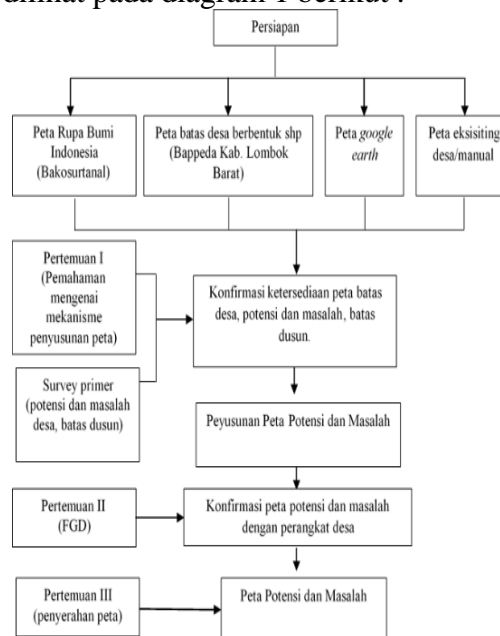 dilihat pada diagram 1 berikut :
Persiapan
Peta Rupa Bumi
Indonesia
(Bakosurtanal)
Peta batas desa berbentuk shp
(Bappeda Kab. Lombok
Barat)
Peta google
earth
Peta eksisiting
desa/manual
Pertemuan I
(Pemahaman
mengenai
mekanisme
penyusunan peta)
Konfirmasi ketersediaan peta batas
desa, potensi dan masalah, batas
dusun.
Survey primer
(potensi dan masalah
desa, batas dusun)
Peyusunan Peta Potensi dan Masalah
Pertemuan II
(FGD)
Konfirmasi peta potensi dan masalah
dengan perangkat desa
Pertemuan III
(penyerahan peta)
Peta Potensi dan Masalah